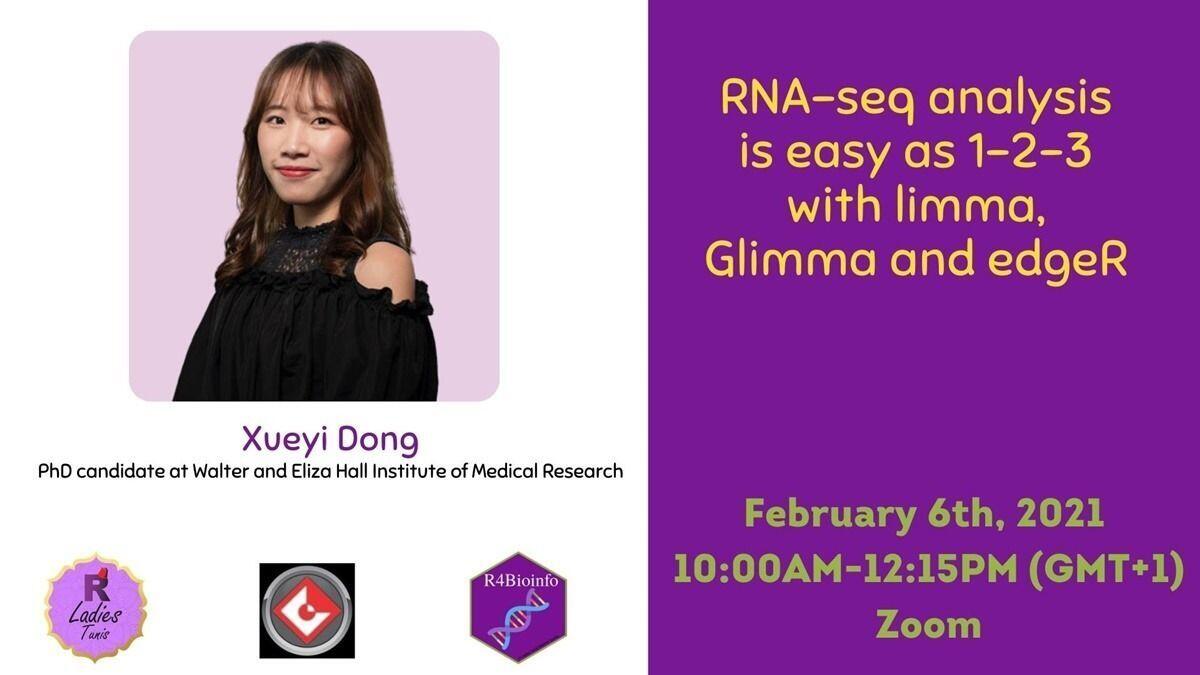 RNA-seq analysis
is easy as 1-2-3
with limma,
Glimma and edgeR
Xueyi Dong
PhD candidate at Walter and Eliza Hall Institute of Medical Research
February 6th, 2021
10:00AM-12:15PM (GMT+1)
Zoom
R
Ladies
Tunis
R4Bioinfo